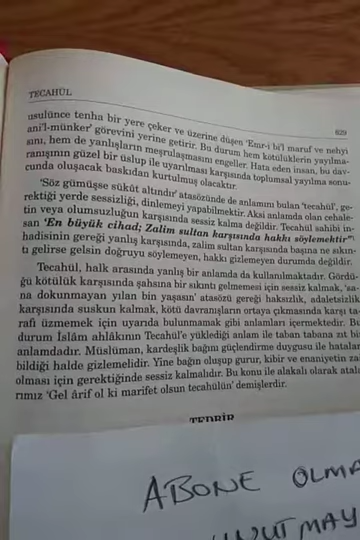 TECAHÜL
629
usulünce tenha bir yere çeker ve üzerine düşen 'Emr-i bi'l maruf ve nehyi
ani'l-münker' görevini yerine getirir. Bu durum hem kötülüklerin yayılma-
sını, hem de yanlışların meşrulaşmasını engeller. Hata eden insan, bu dav-
ranışının güzel bir üslup ile uyarılması karşısında toplumsal yayılma sonu-
cunda oluşacak baskıdan kurtulmuş olacaktır.
'Söz gümüşse sükût altındır' atasözünde de anlamını bulan 'tecahül', ge-
rektiği yerde sessizliği, dinlemeyi yapabilmektir. Aksi anlamda olan cehale-
tin veya olumsuzluğun karşısında sessiz kalma değildir. Tecahül sahibi in-
san 'En büyük cihad; Zalim sultan karşısında hakkı söylemektir'
hadisinin gereği yanlış karşısında, zalim sultan karşısında başına ne sıkın-
tı gelirse gelsin doğruyu söylemeyen, hakkı gizlemeyen durumda değildir.
Tecahül, halk arasında yanlış bir anlamda da kullanılmaktadır. Gördü-
ğü kötülük karşısında şahsına bir sıkıntı gelmemesi için sessiz kalmak, 'sa-
na dokunmayan yılan bin yaşasın' atasözü gereği haksızlık, adaletsizlik
karşısında suskun kalmak, kötü davranışların ortaya çıkmasında karşı ta-
rafı üzmemek için uyarıda bulunmamak gibi anlamları içermektedir. Bu
durum İslâm ahlâkının Tecahül'e yüklediği anlam ile taban tabana zıt bir
anlamdadır. Müslüman, kardeşlik bağını güçlendirme duygusu ile hatalar
bildiği halde gizlemelidir. Yine bağın oluşup gurur, kibir ve enaniyetin za
olması için gerektiğinde sessiz kalmalıdır. Bu konu ile alakalı olarak atala
rımız 'Gel ârif ol ki marifet olsun tecahülün' demişlerdir.
TEDBİR
ABONE OLMA
UNUTMAY